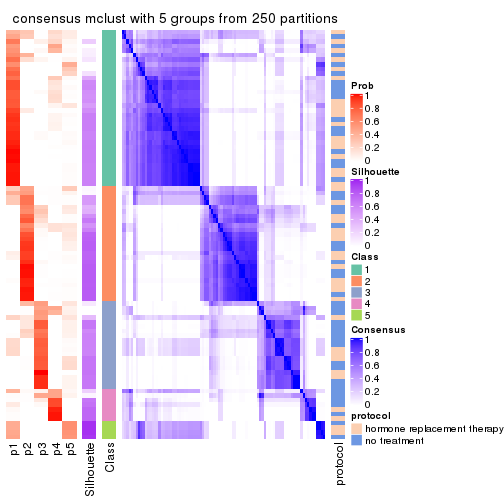 consensus mclust with 5 groups from 250 partitions
Prob
1
0.8
0.6
0.4
0.2
0
Silhouette
1
0.8
0.6
0.4
0.2
0
Class
1
2
3
4
5
Consensus
1
0.8
0.6
0.4
0.2
0
protocol
hormone replacement therapy
no treatment
p1
p2
p3
p4
p5
Silhouette
Class
protocol